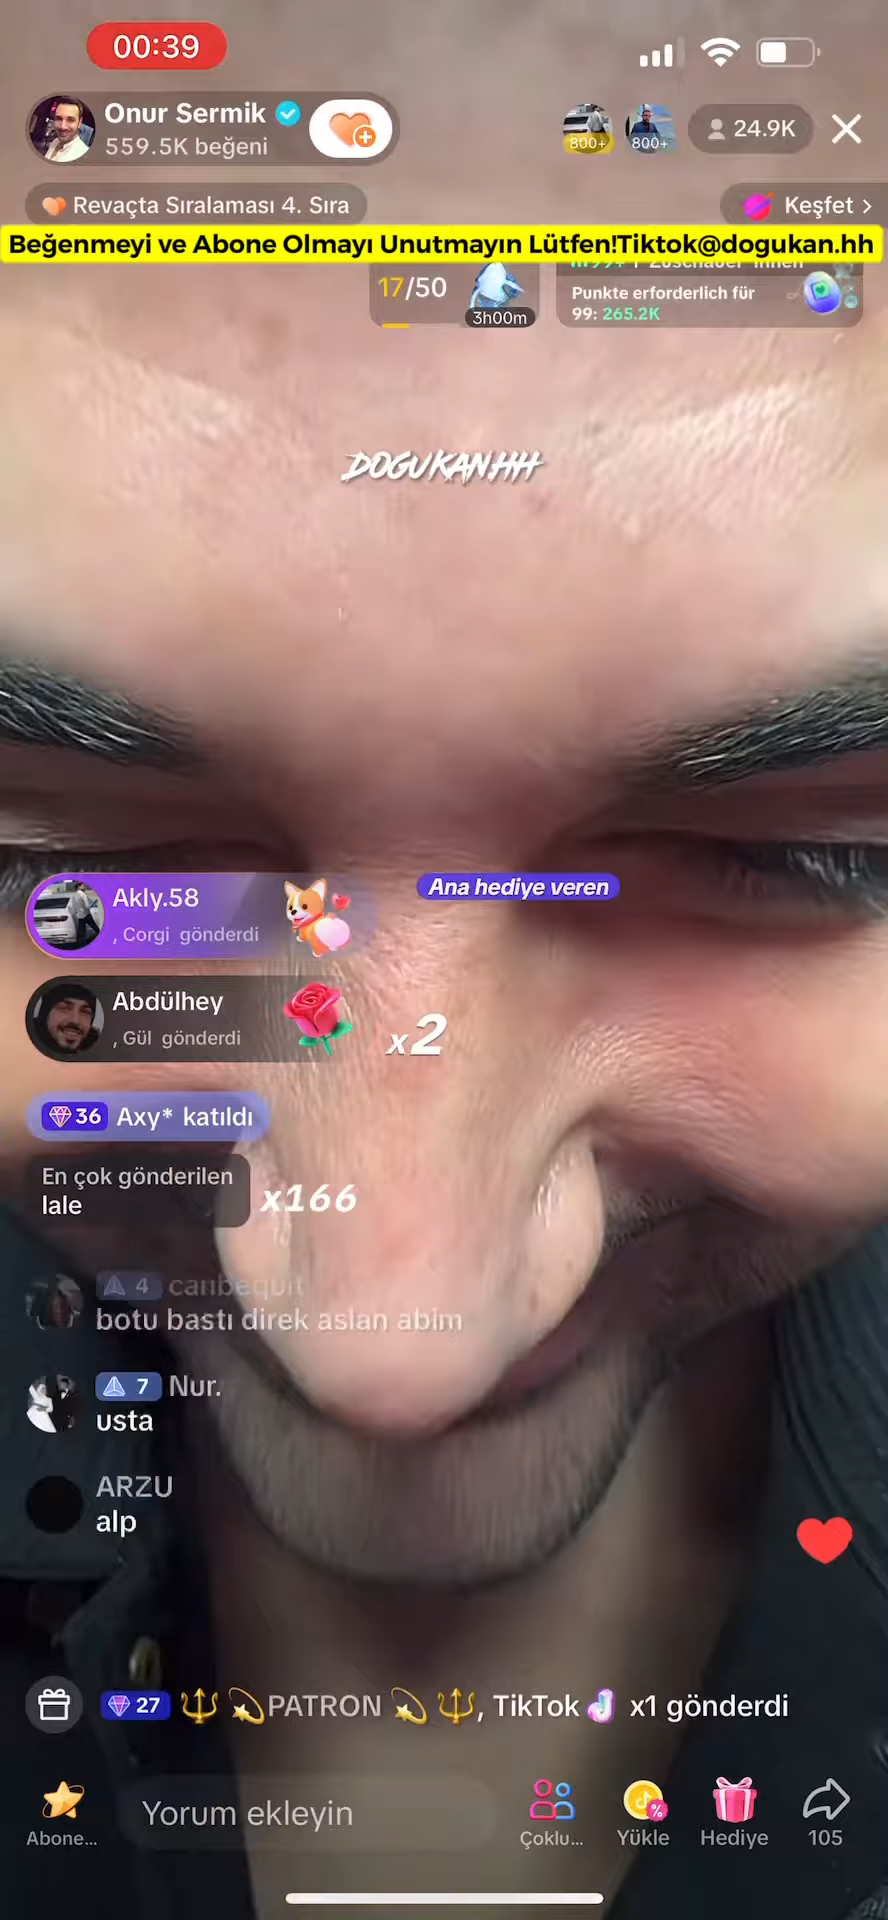 00:39
Onur Sermik
559.5K beğeni
800+
800+
24.9K
Revaçta Sıralaması 4. Sıra
Keşfet >
Beğenmeyi ve Abone Olmayı Unutmayın Lütfen!Tiktok@dogukan.hh
17/50
3h00m
Punkte erforderlich für
99: 265.2K
DOGUKAN.HH
Akly.58
, Corgi gönderdi
Ana hediye veren
Abdülhey
, Gül gönderdi
x2
36 Axy* katıldı
En çok gönderilen
lale
x166
4 canbequit
botu bastı direk aslan abim
7 Nur.
usta
ARZU
alp
27 PATRON , TikTok x1 gönderdi
Abone...
Yorum ekleyin
Çoklu...
Yükle
Hediye
105